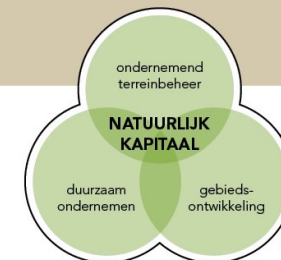 ondernemend
terreinbeheer
NATUURLIJK
KAPITAAL
duurzaam
ondernemen
gebieds-
ontwikkeling